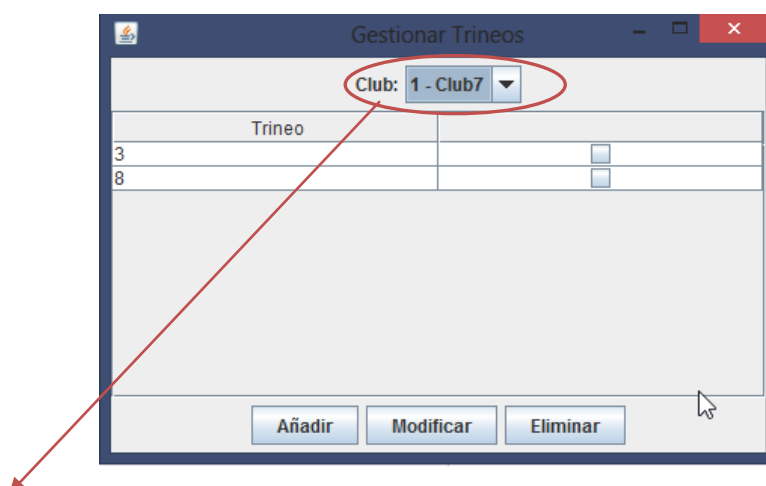 Gestionar Trineos
Club: 1 - Club7
Trineo
3
8
Añadir Modificar Eliminar